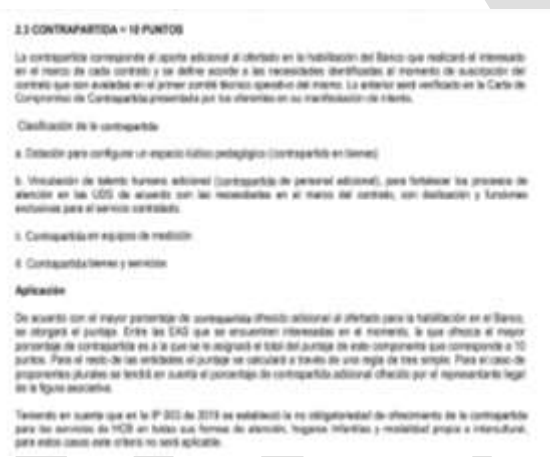 2.3 CONTRAPARTIDA = 10 PUNTOS
La contrapartida corresponde al aporte adicional al ofertado en la habilitación del Banco que realizará el interesado
en el marco de cada contrato y se define acorde a las necesidades identificadas al momento de suscripción del
contrato que son avaladas en el primer comité técnico operativo del mismo. Lo anterior será verificado en la Carta de
Compromiso de Contrapartida presentada por los oferentes en su manifestación de interés.
Clasificación de la contrapartida
a. Dotación para configurar un espacio lúdico pedagógico (contrapartida en bienes)
b. Vinculación de talento humano adicional (contrapartida de personal adicional), para fortalecer los procesos de
atención en las UDS de acuerdo con las necesidades en el marco del contrato, con dedicación y funciones
exclusivas para el servicio contratado.
c. Contrapartida en equipos de medición
d. Contrapartida bienes y servicios
Aplicación
De acuerdo con el mayor porcentaje de contrapartida ofrecido adicional al ofertado para la habilitación en el Banco,
se otorgará el puntaje. Entre las EAS que se encuentren interesadas en el momento, la que ofrezca el mayor
porcentaje de contrapartida es a la que se le asignará el total del puntaje de este componente que corresponde a 10
puntos. Para el resto de las entidades el puntaje se calculará a través de una regla de tres simple. Para el caso de
proponentes plurales se tendrá en cuenta el porcentaje de contrapartida adicional ofrecido por el representante legal
de la figura asociativa.
Teniendo en cuenta que en la IP 003 de 2019 se estableció la no obligatoriedad de ofrecimiento de la contrapartida
para los servicios de HCB en todas sus formas de atención, hogares infantiles y modalidad propia e intercultural,
para estos casos este criterio no será aplicable.